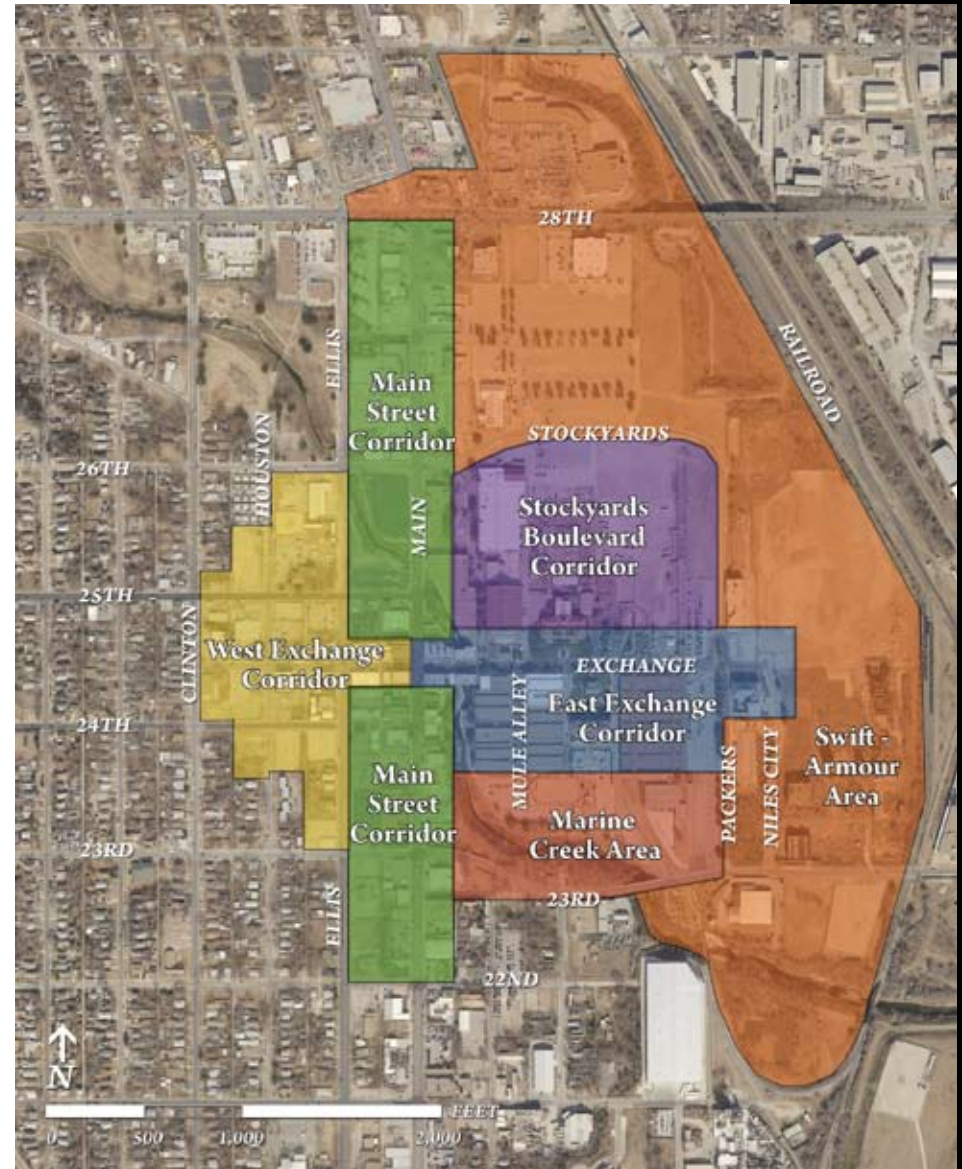 28TH
ELLIS
RAILROAD
Main
Street
Corridor
STOCKYARDS
HOUSTON
26TH
MAIN
Stockyards
Boulevard
Corridor
25TH
CLINTON
West Exchange
Corridor
EXCHANGE
East Exchange
Corridor
MULE ALLEY
24TH
PACKERS
NILES CITY
Swift -
Armour
Area
Main
Street
Corridor
Marine
Creek Area
23RD
23RD
ELLIS
22ND
N
FEET
0 500 1,000 2,000